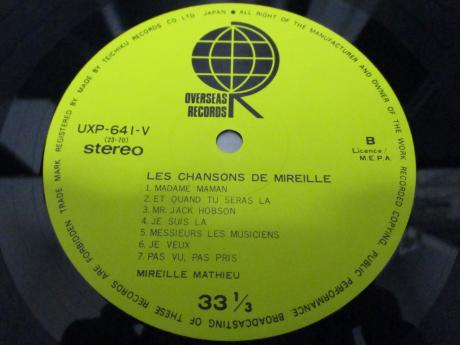 TRADE MARK REGISTERED BY MADE BY TEICHIKU RECORDS CO. LTD. JAPAN • ALL RIGHT OF THE MANUFACTURER AND OWNER OF THE WORK RECORDED COPYING, PUBLIC PERFORMANCE, BROADCASTING OF THESE RECORDS ARE FORBIDDEN
OVERSEAS
RECORDS
UXP-641-V
(23-70)
stereo
B
Licence/
M.E.P.A.
LES CHANSONS DE MIREILLE
1. MADAME MAMAN
2. ET QUAND TU SERAS LA
3. MR. JACK HOBSON
4. JE SUIS LA
5. MESSIEURS LES MUSICIENS
6. JE VEUX
7. PAS VU, PAS PRIS
MIREILLE MATHIEU
33 1/3